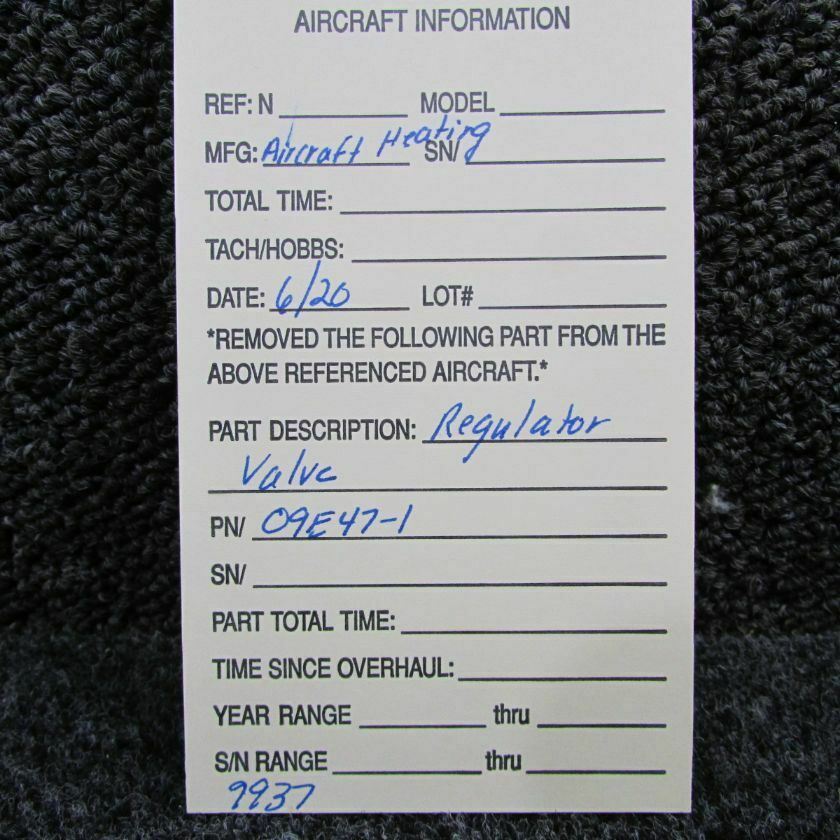 AIRCRAFT INFORMATION
REF: N MODEL
MFG: Aircraft Heating SN/
TOTAL TIME:
TACH/HOBBS:
DATE: 6/20 LOT#
*REMOVED THE FOLLOWING PART FROM THE
ABOVE REFERENCED AIRCRAFT.*
PART DESCRIPTION: Regulator
Valve
PN/ 09E47-1
SN/
PART TOTAL TIME:
TIME SINCE OVERHAUL:
YEAR RANGE thru
S/N RANGE thru
9937